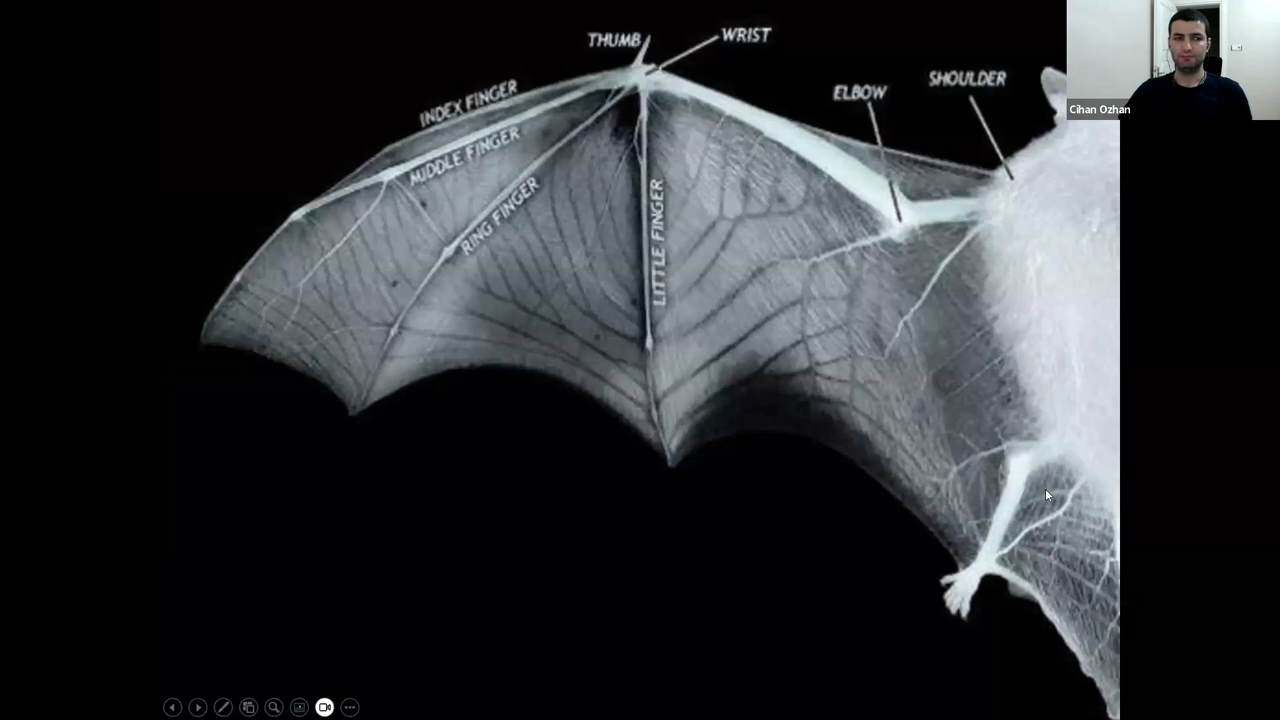 THUMB
WRIST
ELBOW
SHOULDER
INDEX FINGER
MIDDLE FINGER
RING FINGER
LITTLE FINGER
Cihan Ozhan